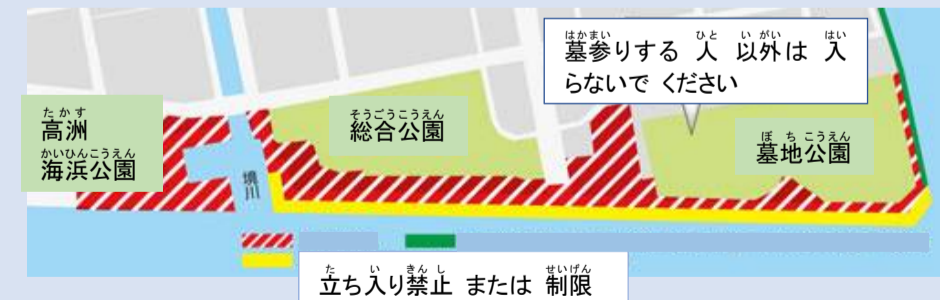 墓参りする 人 以外は 入
らないで ください
高洲
海浜公園
総合公園
墓地公園
境川
立ち入り禁止 または 制限